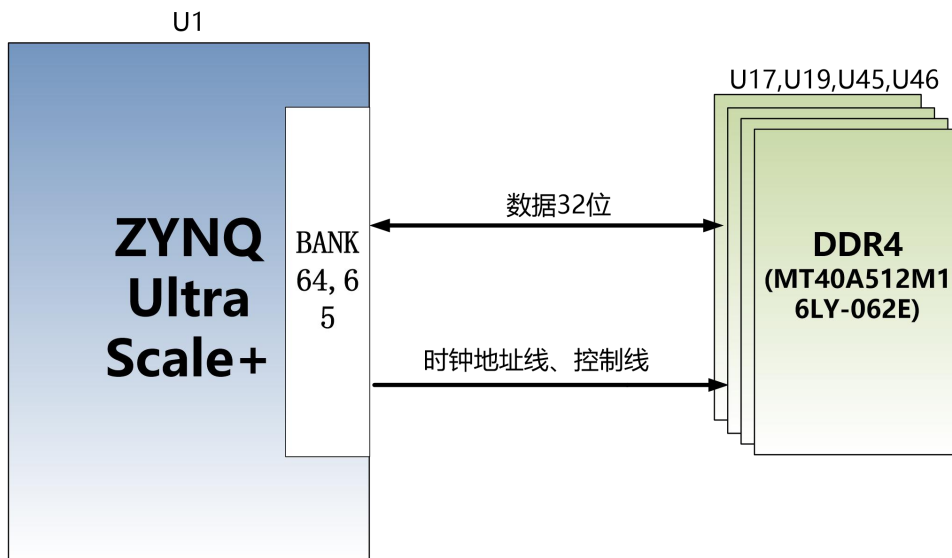 U1
U17,U19,U45,U46
ZYNQ
Ultra
Scale+
BANK
64,6
5
数据32位
时钟地址线、控制线
DDR4
(MT40A512M1
6LY-062E)